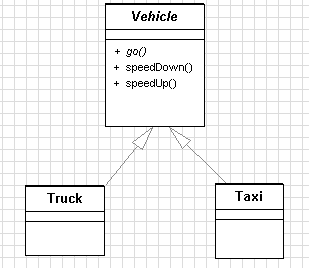 Vehicle
+ go()
+ speedDown()
+ speedUp()
Truck
Taxi